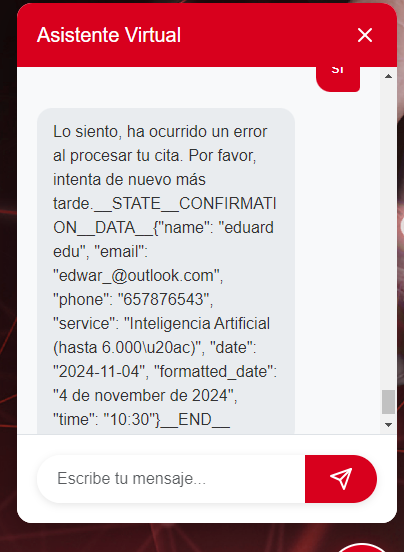 Asistente Virtual
sí
Lo siento, ha ocurrido un error
al procesar tu cita. Por favor,
intenta de nuevo más
tarde.__STATE__CONFIRMATI
ON__DATA__{"name": "eduard
edu", "email":
"edwar_@outlook.com",
"phone": "657876543",
"service": "Inteligencia Artificial
(hasta 6.000\u20ac)", "date":
"2024-11-04", "formatted_date":
"4 de november de 2024",
"time": "10:30"}__END__
Escribe tu mensaje...